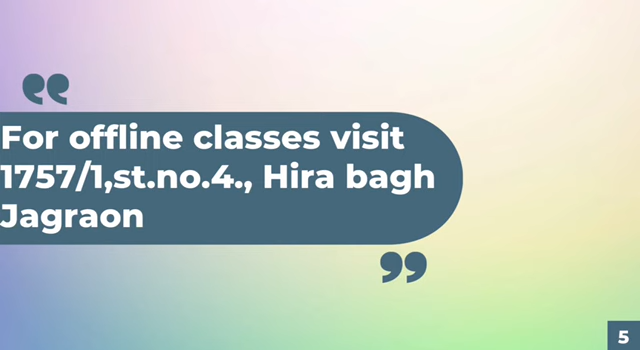 ❝
For offline classes visit
1757/1,st.no.4., Hira bagh
Jagraon
❞
5